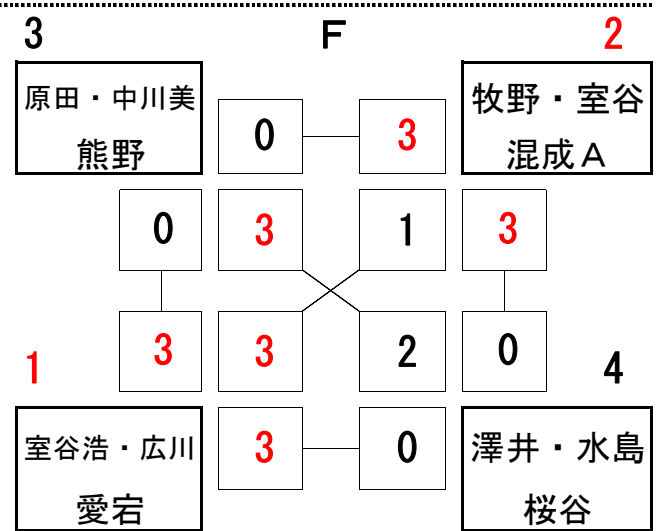 3 F 2
原田・中川美
熊野
牧野・室谷
混成A
0 3
0 3 1 3
3 3 2 0
1 4
室谷浩・広川
愛宕
3 0
澤井・水島
桜谷